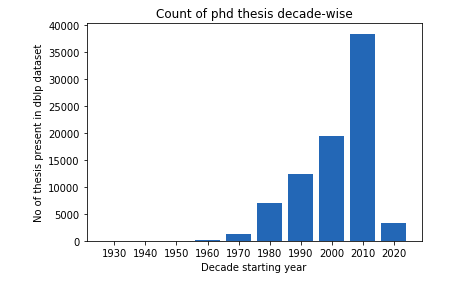 Count of phd thesis decade-wise
No of thesis present in dblp dataset
40000
35000
30000
25000
20000
15000
10000
5000
0
1930 1940 1950 1960 1970 1980 1990 2000 2010 2020
Decade starting year